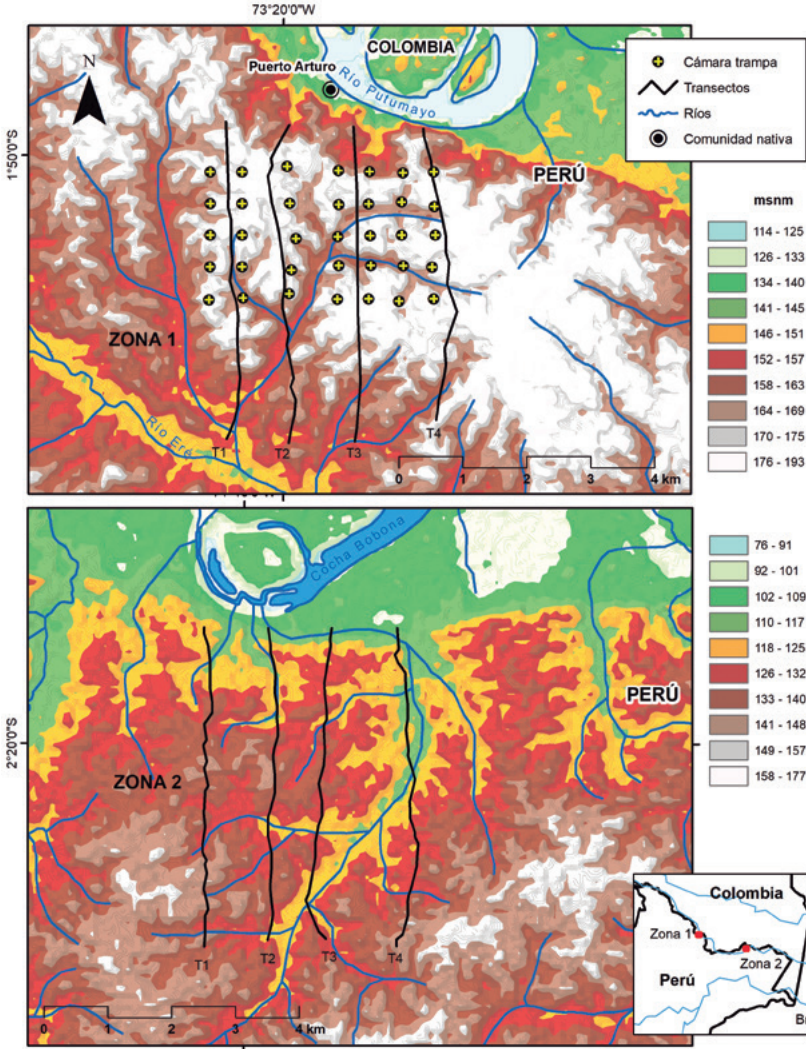 73°20'0"W
COLOMBIA
Puerto Arturo
Río Putumayo
N
1°50'0"S
PERÚ
ZONA 1
Río Eré
T1
T2
T3
T4
0 1 2 3 4 km
Cámara trampa
Transectos
Ríos
Comunidad nativa
msnm
114 - 125
126 - 133
134 - 140
141 - 145
146 - 151
152 - 157
158 - 163
164 - 169
170 - 175
176 - 193
Cocha Bobona
PERÚ
2°20'0"S
ZONA 2
T1
T2
T3
T4
0 1 2 3 4 km
76 - 91
92 - 101
102 - 109
110 - 117
118 - 125
126 - 132
133 - 140
141 - 148
149 - 157
158 - 177
Colombia
Zona 1
Zona 2
Perú